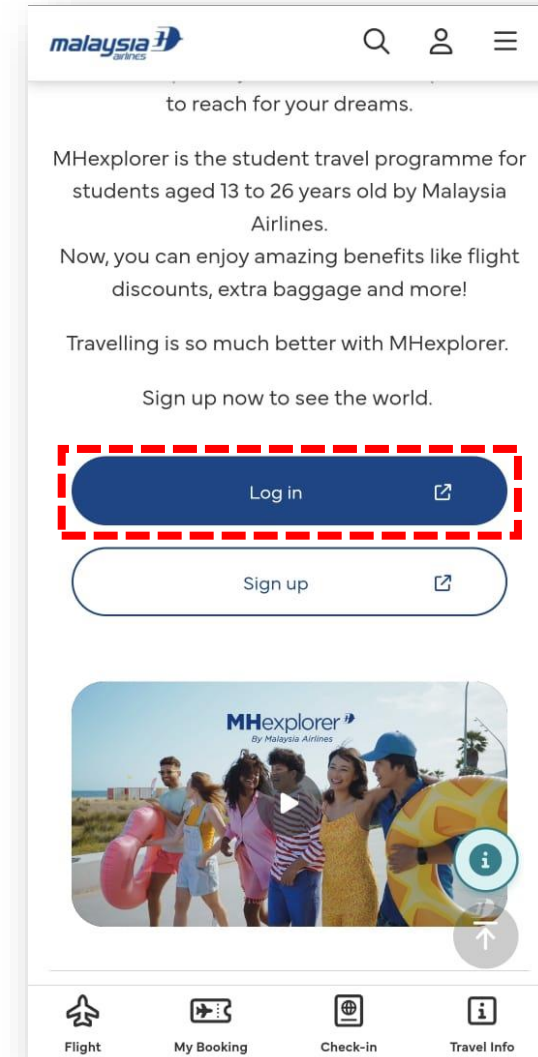 malaysia
airlines
to reach for your dreams.
MHexplorer is the student travel programme for
students aged 13 to 26 years old by Malaysia
Airlines.
Now, you can enjoy amazing benefits like flight
discounts, extra baggage and more!
Travelling is so much better with MHexplorer.
Sign up now to see the world.
Log in
Sign up
MHexplorer
By Malaysia Airlines
i
Flight
My Booking
Check-in
Travel Info